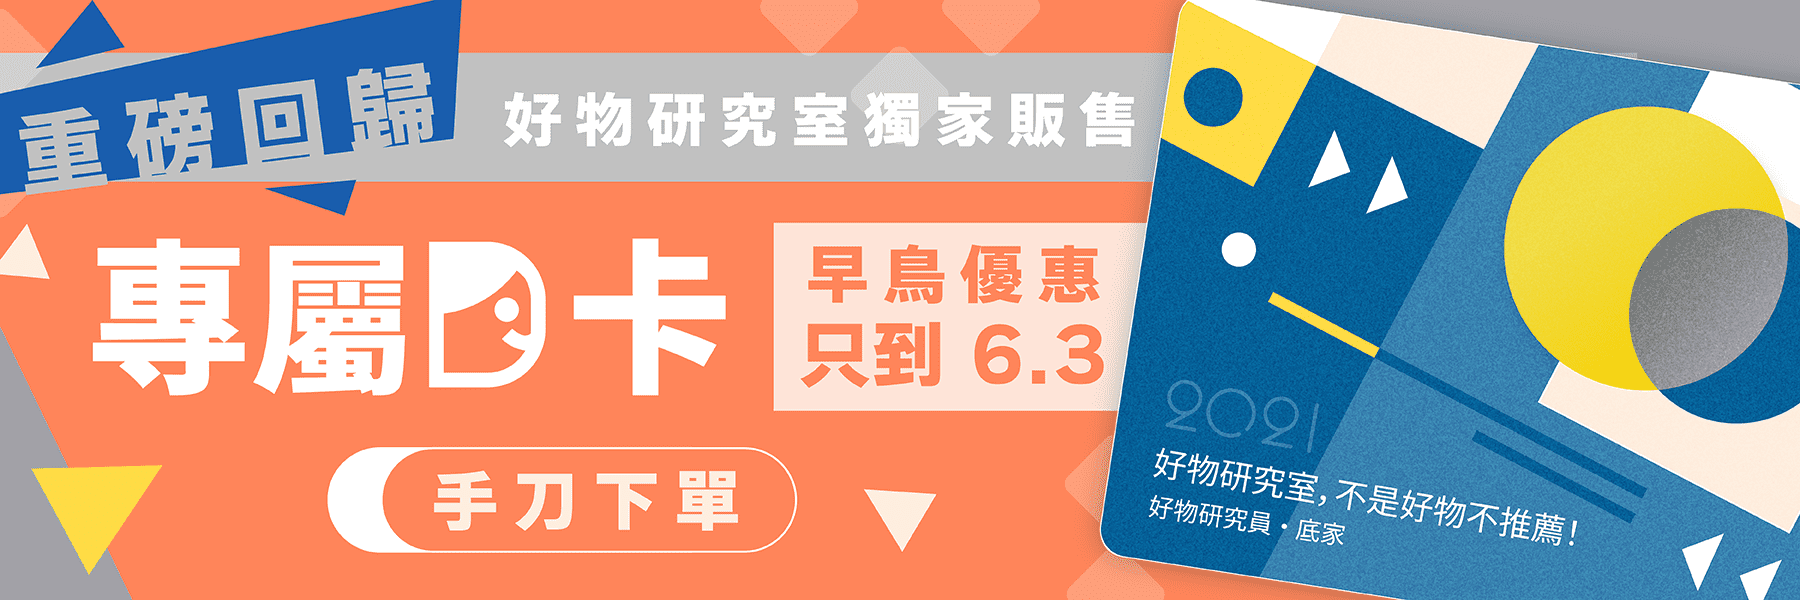 重磅回歸
好物研究室獨家販售
專屬D卡
早鳥優惠
只到 6.3
手刀下單
2021
好物研究室，不是好物不推薦！
好物研究員・底家